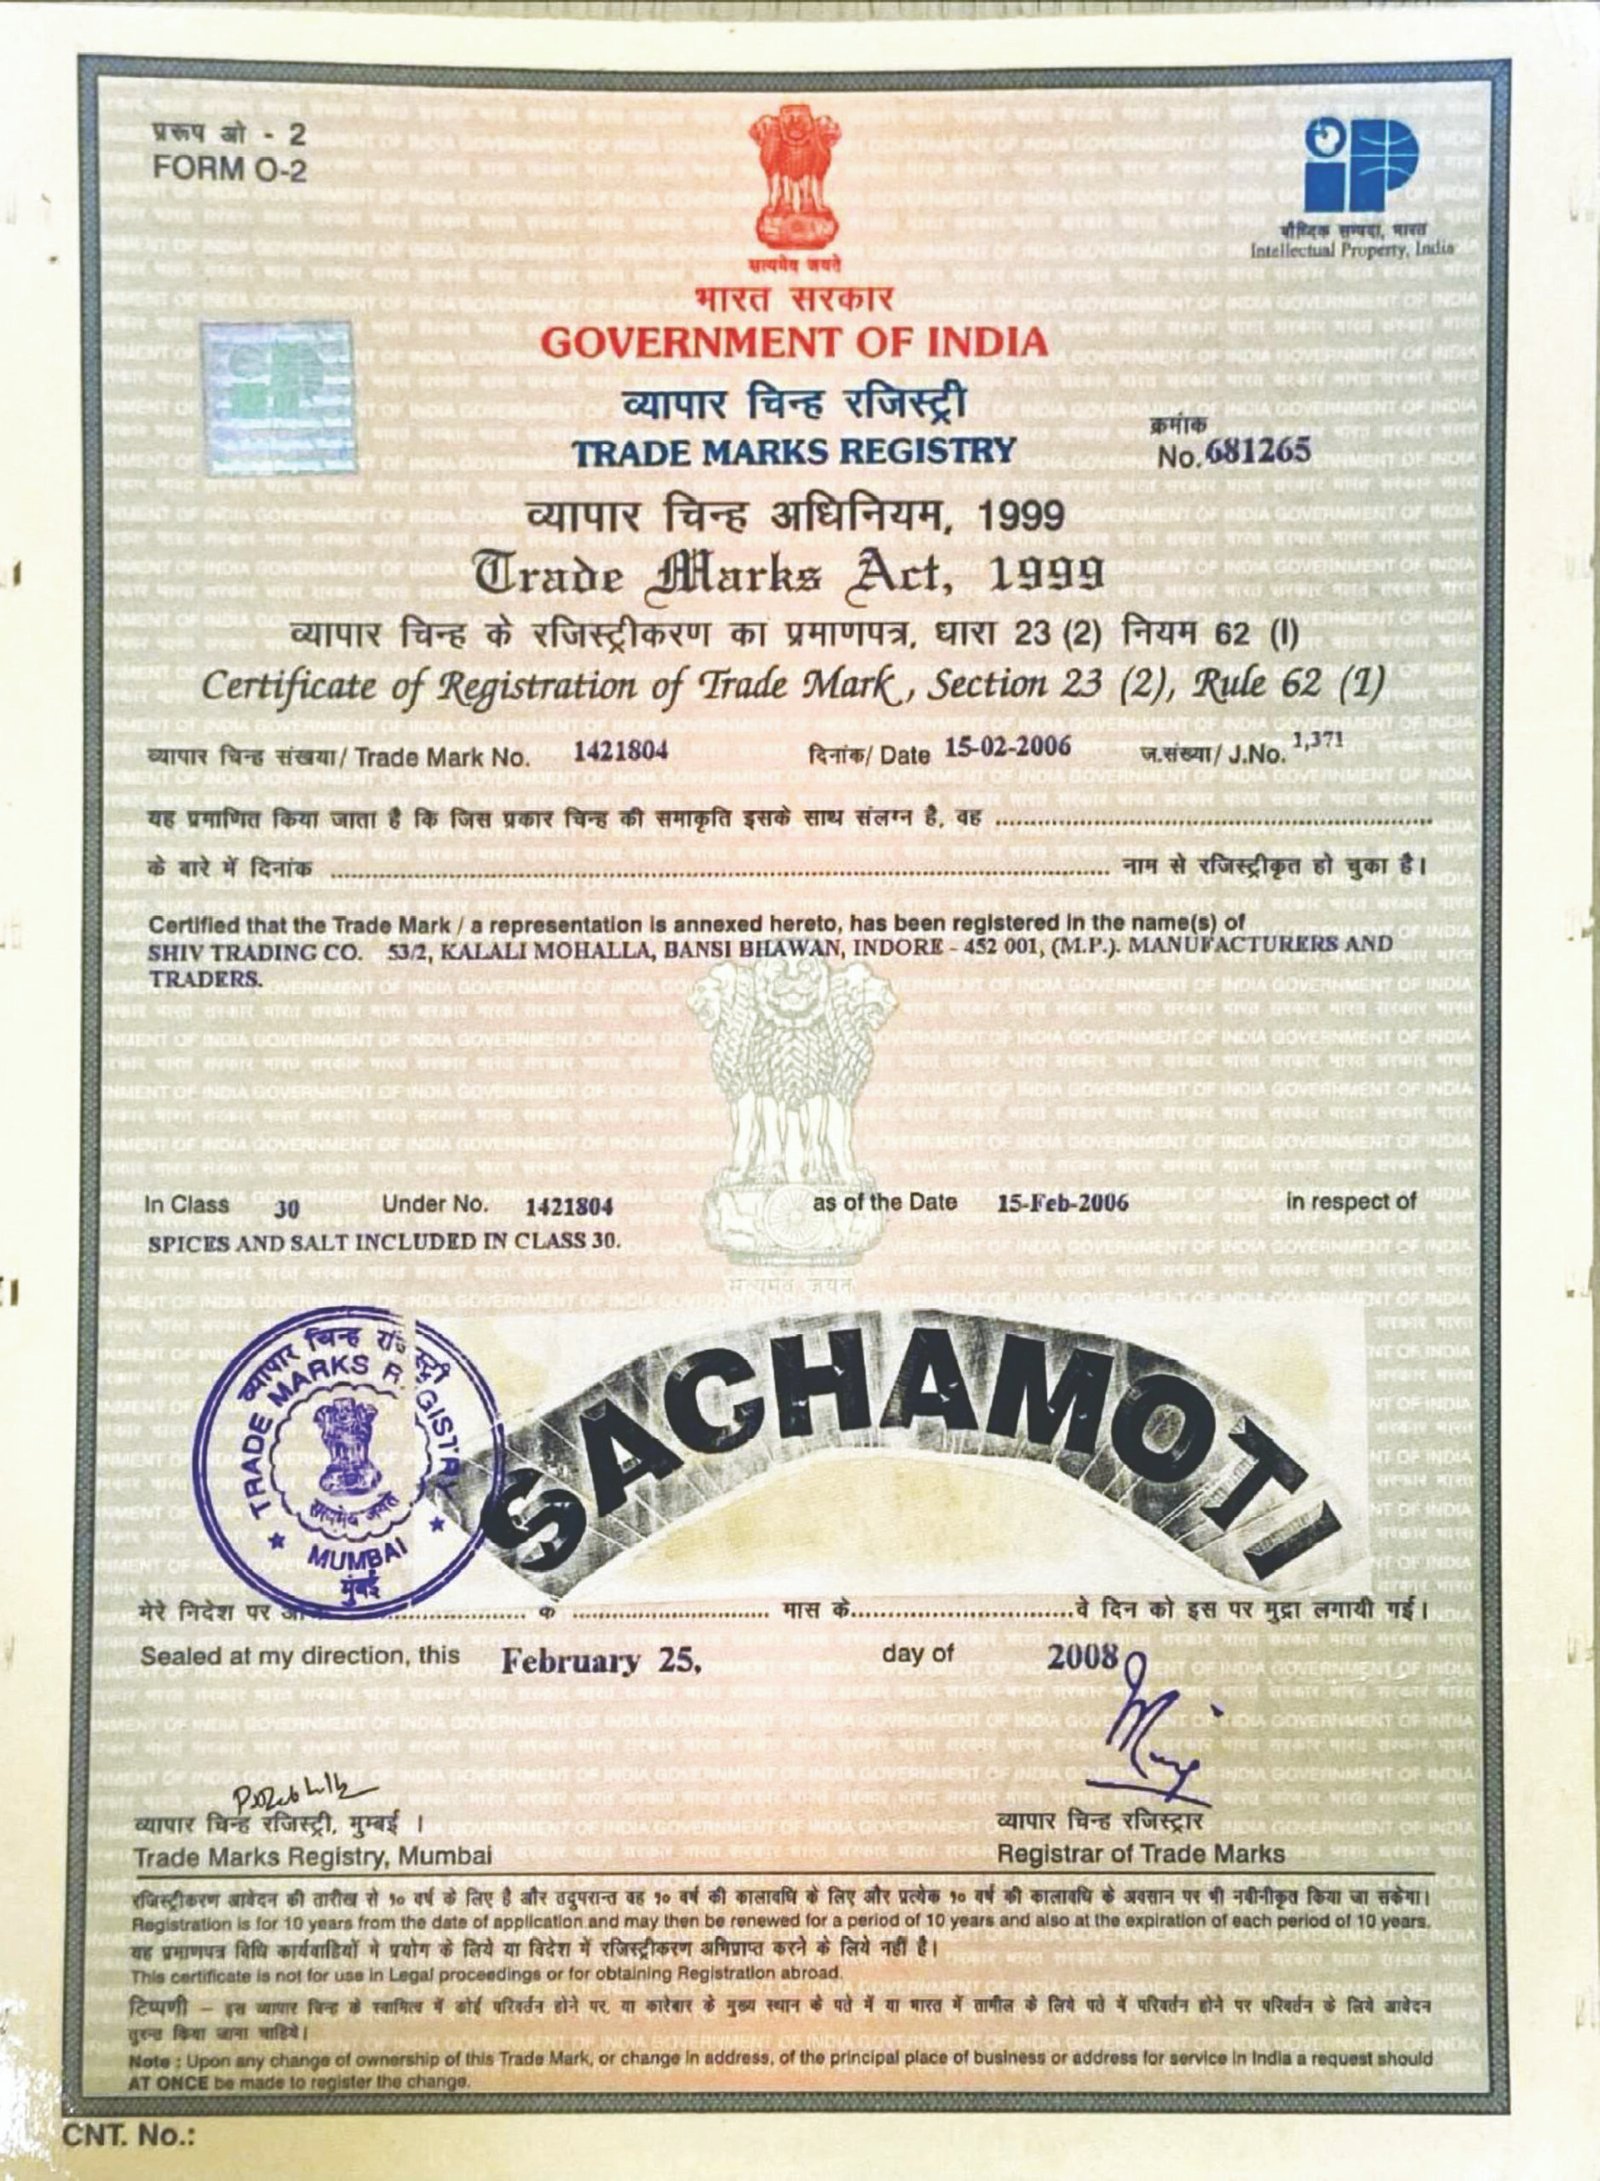 प्ररूप ओ - 2
FORM O-2
सत्यमेव जयते
बौध्दिक सम्पदा, भारत
Intellectual Property, India
भारत सरकार
GOVERNMENT OF INDIA
व्यापार चिन्ह रजिस्ट्री
TRADE MARKS REGISTRY
क्रमांक
No. 681265
व्यापार चिन्ह अधिनियम, 1999
Trade Marks Act, 1999
व्यापार चिन्ह के रजिस्ट्रीकरण का प्रमाणपत्र, धारा 23 (2) नियम 62 (I)
Certificate of Registration of Trade Mark, Section 23 (2), Rule 62 (1)
व्यापार चिन्ह संखया/ Trade Mark No. 1421804 दिनांक/ Date 15-02-2006 ज.संख्या/ J.No. 1,371
यह प्रमाणित किया जाता है कि जिस प्रकार चिन्ह की समाकृति इसके साथ संलग्न है, वह ........................
के बारे में दिनांक ........................ नाम से रजिस्ट्रीकृत हो चुका है।
Certified that the Trade Mark / a representation is annexed hereto, has been registered in the name(s) of
SHIV TRADING CO. 53/2, KALALI MOHALLA, BANSI BHAWAN, INDORE - 452 001, (M.P.). MANUFACTURERS AND
TRADERS.
In Class 30 Under No. 1421804 as of the Date 15-Feb-2006 in respect of
SPICES AND SALT INCLUDED IN CLASS 30.
सत्यमेव जयते
व्यापार चिन्ह रजिस्ट्री
TRADE MARKS REGISTRY
सत्यमेव जयते
MUMBAI
मुंबई
SACHAMOTI
मेरे निदेश पर ........................ के ........................ मास के........................वे दिन को इस पर मुद्रा लगायी गई।
Sealed at my direction, this February 25, day of 2008
व्यापार चिन्ह रजिस्ट्री, मुम्बई ।
Trade Marks Registry, Mumbai
व्यापार चिन्ह रजिस्ट्रार
Registrar of Trade Marks
रजिस्ट्रीकरण आवेदन की तारीख से १० वर्ष के लिए है और तदुपरान्त वह १० वर्ष की कालावधि के लिए और प्रत्येक १० वर्ष की कालावधि के अवसान पर भी नवीनीकृत किया जा सकेगा।
Registration is for 10 years from the date of application and may then be renewed for a period of 10 years and also at the expiration of each period of 10 years.
यह प्रमाणपत्र विधि कार्यवाहियों मे प्रयोग के लिये या विदेश में रजिस्ट्रीकरण अभिप्राप्त करने के लिये नहीं है।
This certificate is not for use in Legal proceedings or for obtaining Registration abroad.
टिप्पणी – इस व्यापार चिन्ह के स्वामित्व में कोई परिवर्तन होने पर, या कारबार के मुख्य स्थान के पते में या भारत में तामील के लिये पते में परिवर्तन होने पर परिवर्तन के लिये आवेदन
तुरन्त किया जाना चाहिये।
Note : Upon any change of ownership of this Trade Mark, or change in address, of the principal place of business or address for service in India a request should
AT ONCE be made to register the change.
CNT. No.: